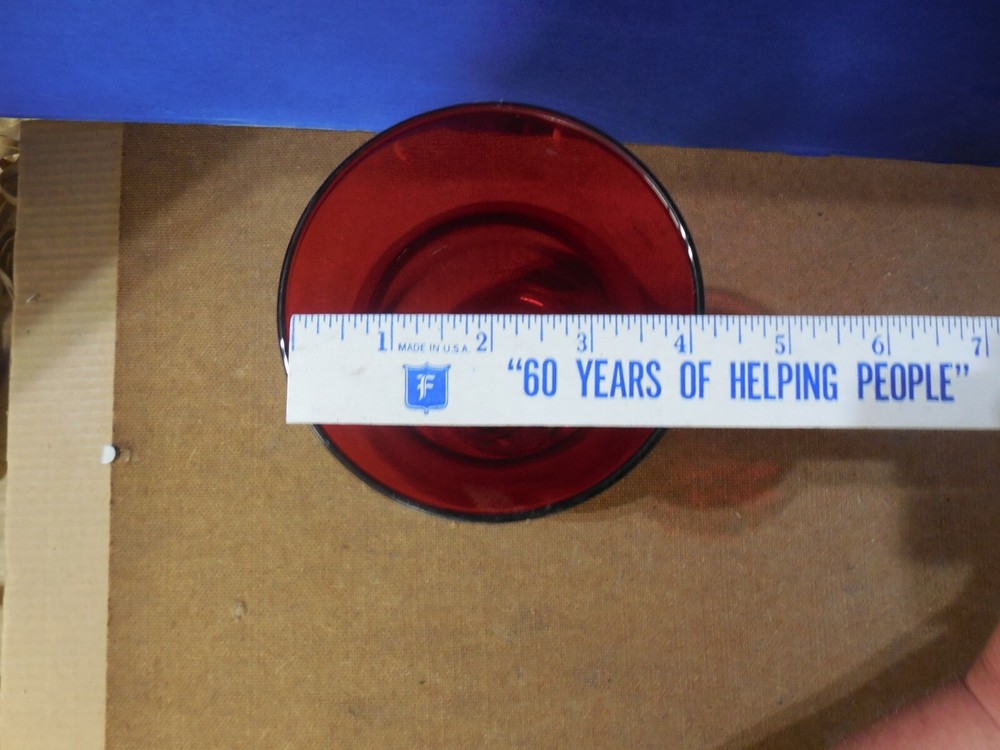 1 2 3 4 5 6 7
MADE IN U.S.A.
F
“60 YEARS OF HELPING PEOPLE”